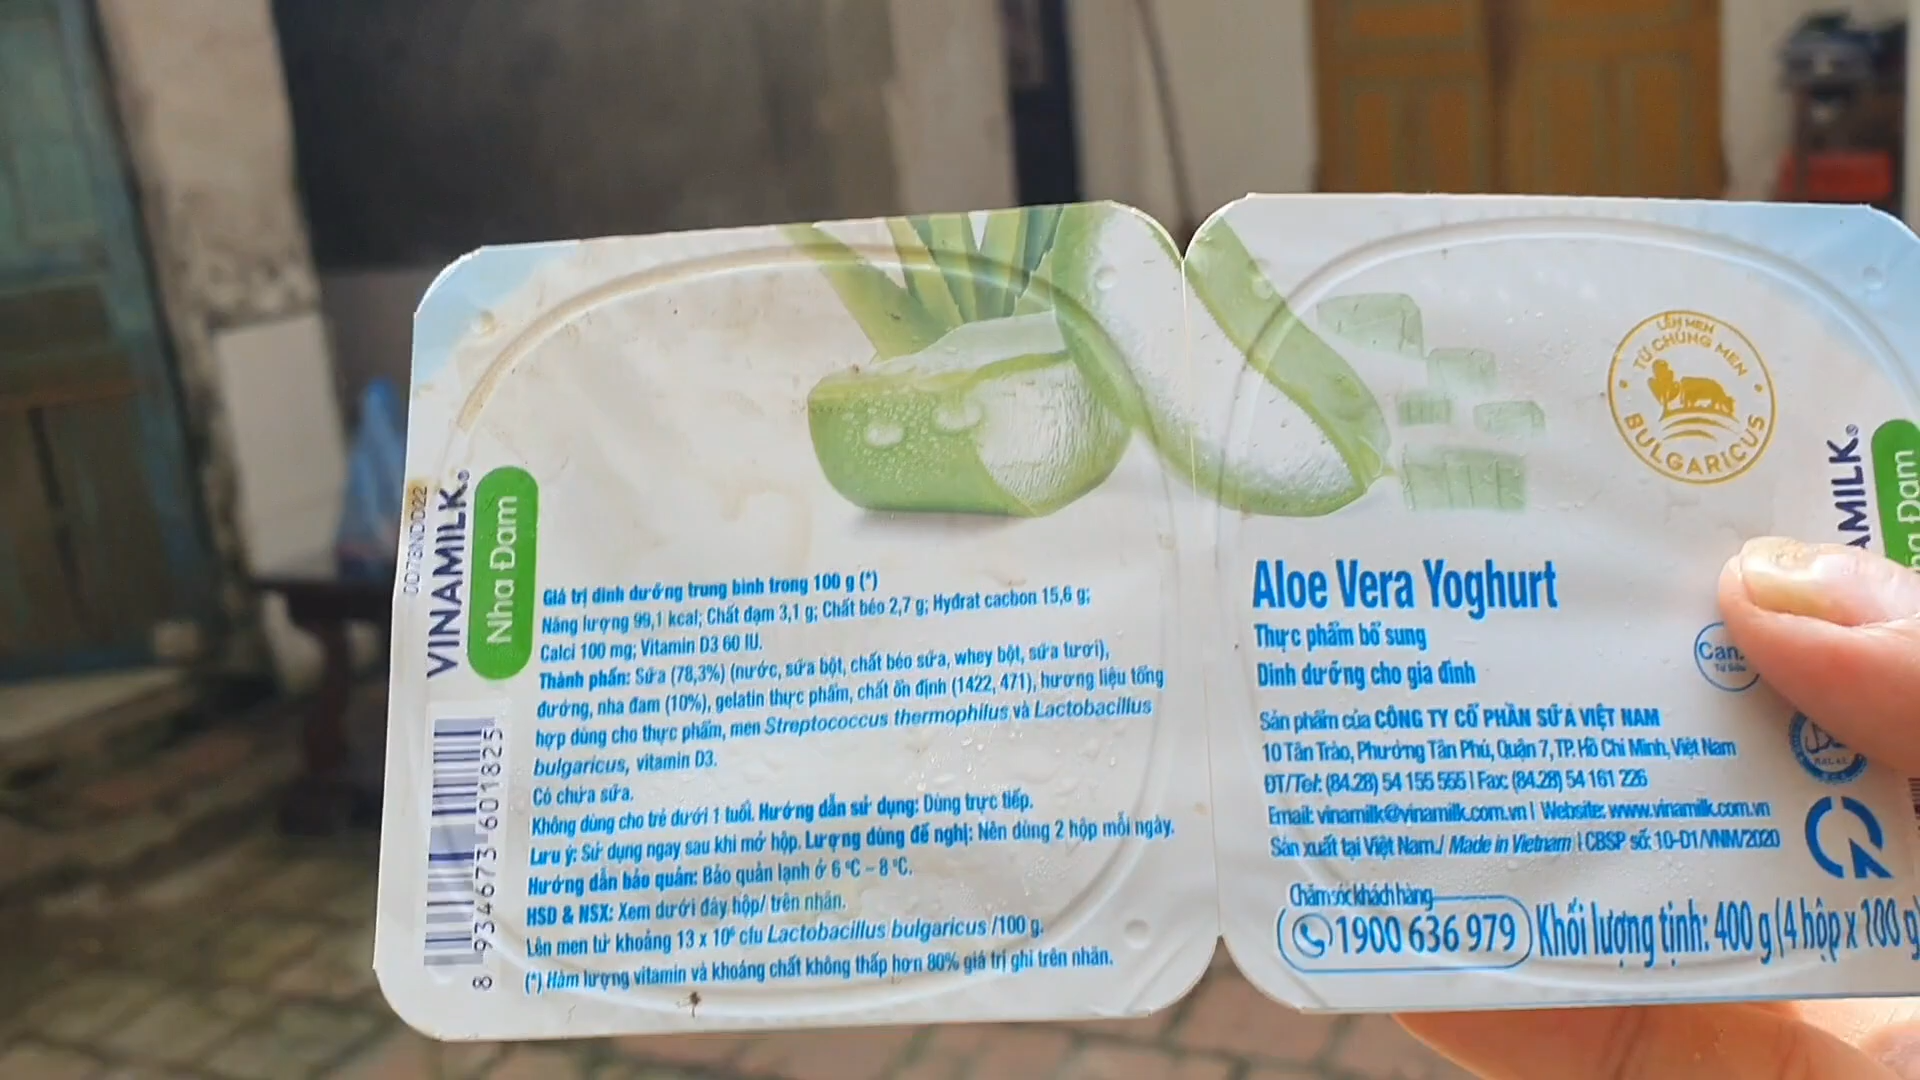 0D73ND022
VINAMILK®
Nha Đam
8 934673 601825
Giá trị dinh dưỡng trung bình trong 100 g (*)
Năng lượng 99,1 kcal; Chất đạm 3,1 g; Chất béo 2,7 g; Hyđrat cacbon 15,6 g;
Calci 100 mg; Vitamin D3 60 IU.
Thành phần: Sữa (78,3%) (nước, sữa bột, chất béo sữa, whey bột, sữa tươi),
đường, nha đam (10%), gelatin thực phẩm, chất ổn định (1422, 471), hương liệu tổng
hợp dùng cho thực phẩm, men Streptococcus thermophilus và Lactobacillus
bulgaricus, vitamin D3.
Có chứa sữa.
Không dùng cho trẻ dưới 1 tuổi. Hướng dẫn sử dụng: Dùng trực tiếp.
Lưu ý: Sử dụng ngay sau khi mở hộp. Lượng dùng đề nghị: Nên dùng 2 hộp mỗi ngày.
Hướng dẫn bảo quản: Bảo quản lạnh ở 6 °C – 8 °C.
HSD & NSX: Xem dưới đáy hộp/ trên nhãn.
Lên men từ khoảng 13 x 10⁶ cfu Lactobacillus bulgaricus /100 g.
(*) Hàm lượng vitamin và khoáng chất không thấp hơn 80% giá trị ghi trên nhãn.
LÊN MEN
TỪ CHỦNG MEN
BULGARICUS
Aloe Vera Yoghurt
Thực phẩm bổ sung
Dinh dưỡng cho gia đình
Can
Sản phẩm của CÔNG TY CỔ PHẦN SỮA VIỆT NAM
10 Tân Trào, Phường Tân Phú, Quận 7, TP. Hồ Chí Minh, Việt Nam
ĐT/Tel: (84.28) 54 155 555 | Fax: (84.28) 54 161 226
Email: vinamilk@vinamilk.com.vn | Website: www.vinamilk.com.vn
Sản xuất tại Việt Nam./ Made in Vietnam | CBSP số: 10-D1/VNM/2020
Chăm sóc khách hàng
1900 636 979
Khối lượng tịnh: 400 g (4 hộp x 100 g)
AMILK®
Đam
HALAL